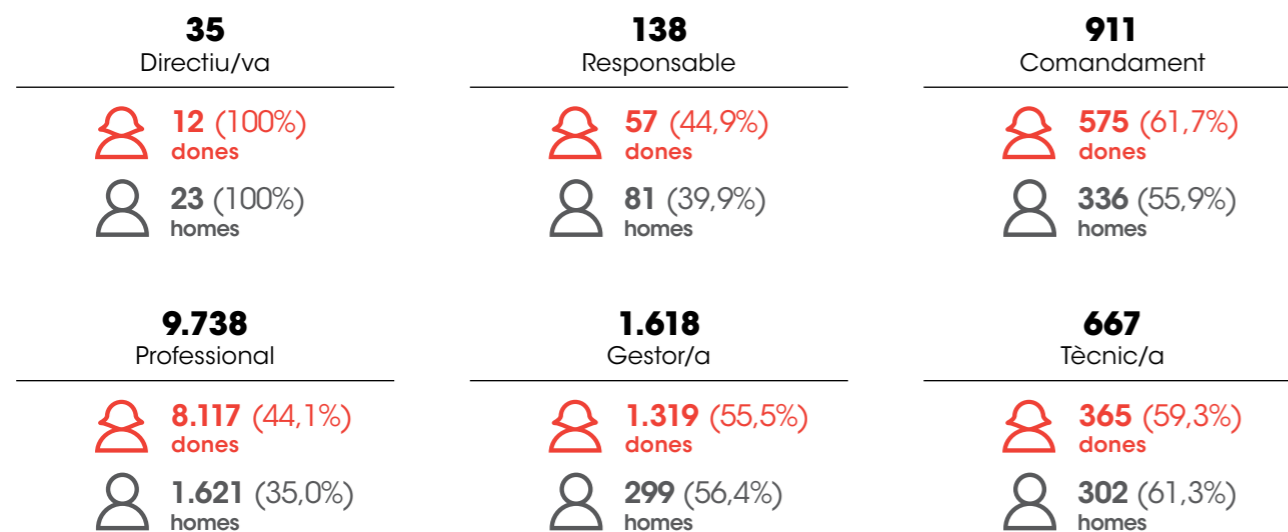 35
Directiu/va
12 (100%)
dones
23 (100%)
homes
138
Responsable
57 (44,9%)
dones
81 (39,9%)
homes
911
Comandament
575 (61,7%)
dones
336 (55,9%)
homes
9.738
Professional
8.117 (44,1%)
dones
1.621 (35,0%)
homes
1.618
Gestor/a
1.319 (55,5%)
dones
299 (56,4%)
homes
667
Tècnic/a
365 (59,3%)
dones
302 (61,3%)
homes